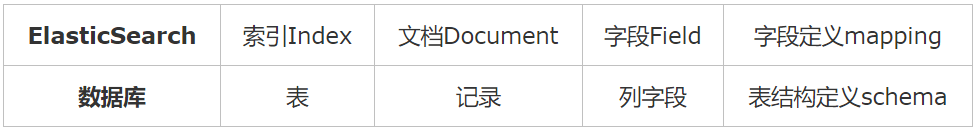 ElasticSearch 索引Index 文档Document 字段Field 字段定义mapping
数据库 表 记录 列字段 表结构定义schema